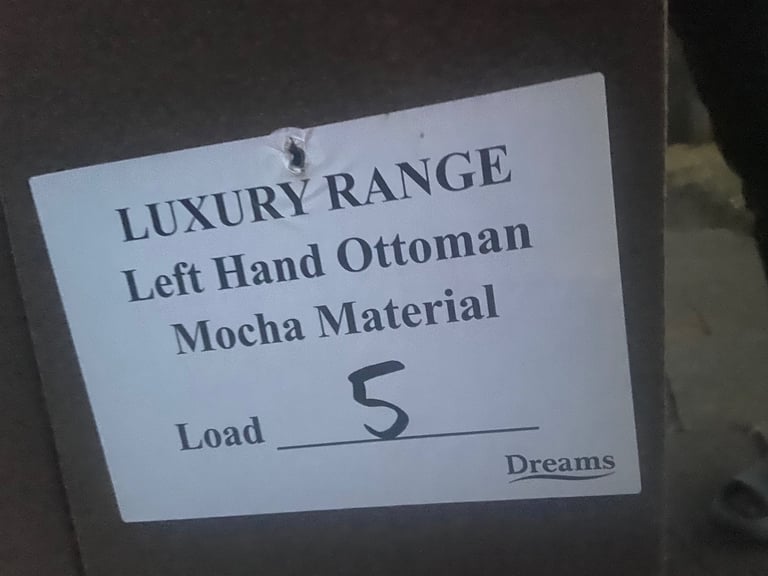 LUXURY RANGE
Left Hand Ottoman
Mocha Material
Load 5
Dreams